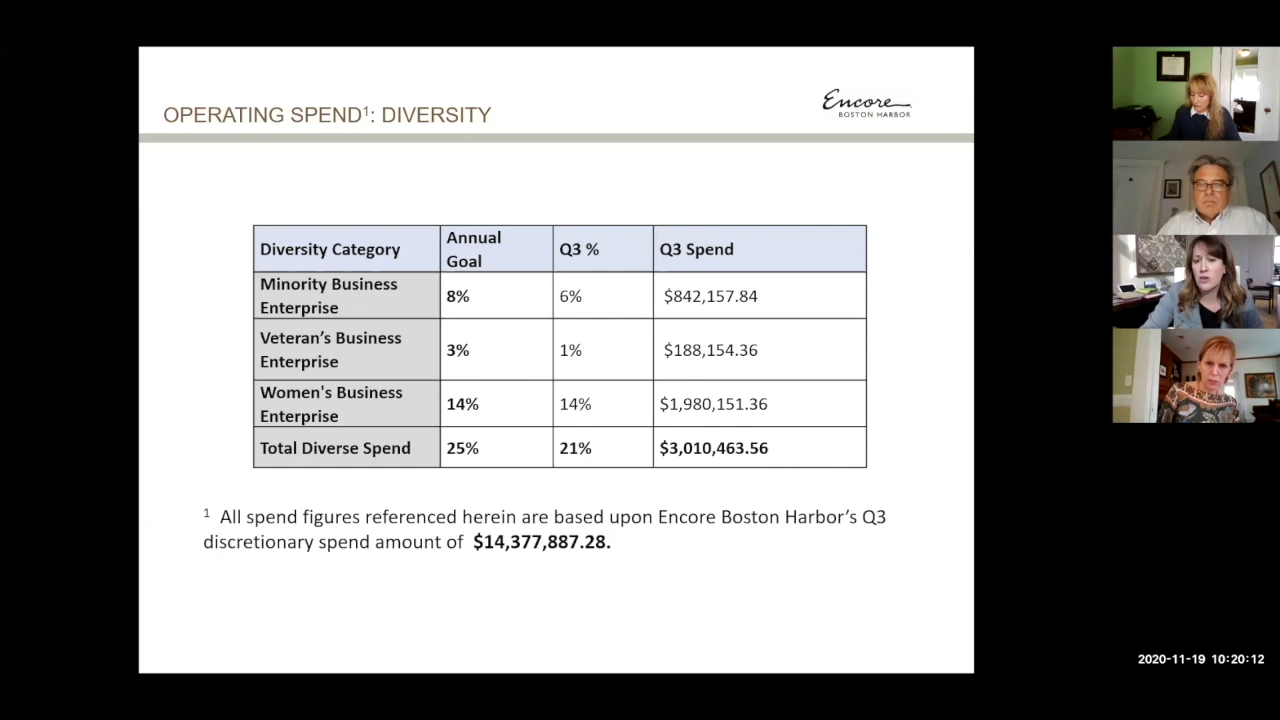 OPERATING SPEND¹: DIVERSITY
Encore
BOSTON HARBOR
Diversity Category
Annual
Goal
Q3 %
Q3 Spend
Minority Business
Enterprise
8%
6%
$842,157.84
Veteran’s Business
Enterprise
3%
1%
$188,154.36
Women's Business
Enterprise
14%
14%
$1,980,151.36
Total Diverse Spend
25%
21%
$3,010,463.56
¹ All spend figures referenced herein are based upon Encore Boston Harbor’s Q3
discretionary spend amount of $14,377,887.28.
2020-11-19 10:20:12